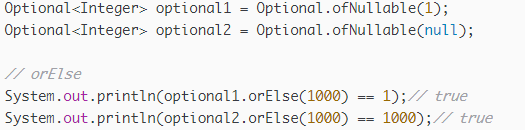 Optional<Integer> optional1 = Optional.ofNullable(1);
Optional<Integer> optional2 = Optional.ofNullable(null);
// orElse
System.out.println(optional1.orElse(1000) == 1);// true
System.out.println(optional2.orElse(1000) == 1000);// true